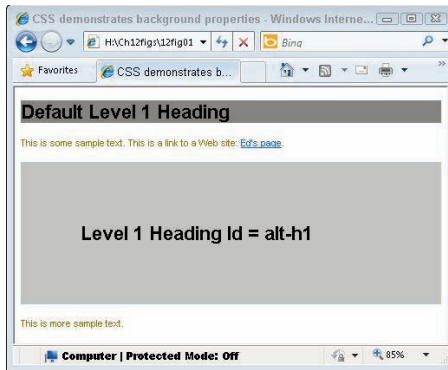 CSS demonstrates background properties - Windows Interne...
H:\Ch12figs\12fig01
Bing
Favorites
CSS demonstrates b...
Default Level 1 Heading
This is some sample text. This is a link to a Web site: Ed's page.
Level 1 Heading Id = alt-h1
This is more sample text.
Computer | Protected Mode: Off
85%